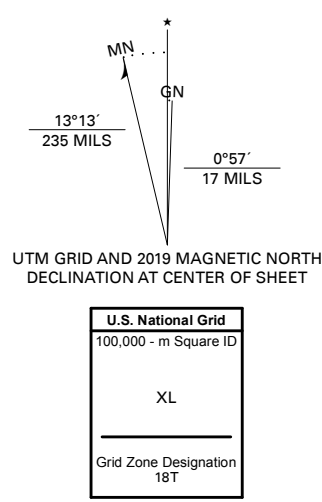 MN
GN
13°13´
235 MILS
0°57´
17 MILS
UTM GRID AND 2019 MAGNETIC NORTH
DECLINATION AT CENTER OF SHEET
U.S. National Grid
100,000 - m Square ID
XL
Grid Zone Designation
18T